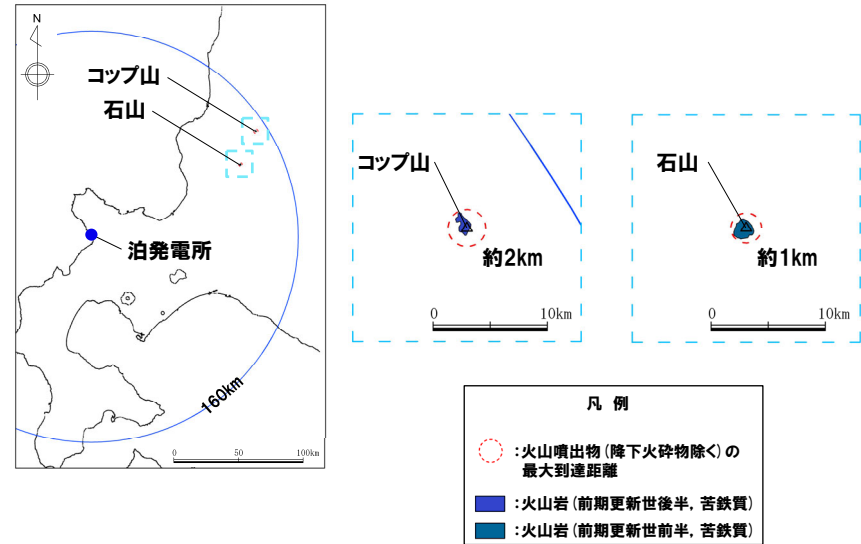 N
コップ山
石山
泊発電所
160km
0 50 100km
コップ山
約2km
0 10km
石山
約1km
0 10km
凡 例
:火山噴出物(降下火砕物除く)の
最大到達距離
:火山岩(前期更新世後半,苦鉄質)
:火山岩(前期更新世前半,苦鉄質)